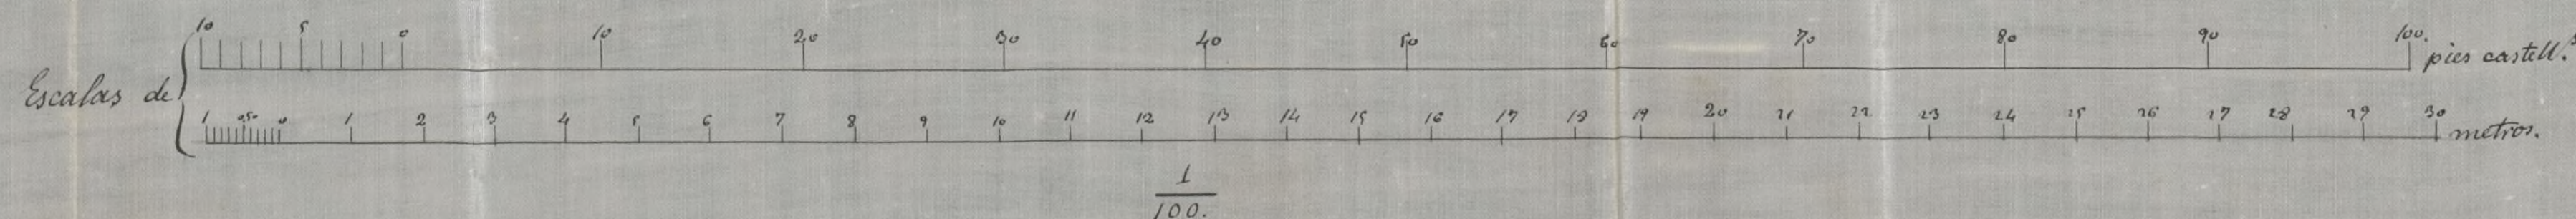 10 5 0 10 20 30 40 50 60 70 80 90 100. pies castell.s
Escalas de
1 0,50 0 1 2 3 4 5 6 7 8 9 10 11 12 13 14 15 16 17 18 19 20 21 22 23 24 25 26 27 28 29 30 metros.
1
100.